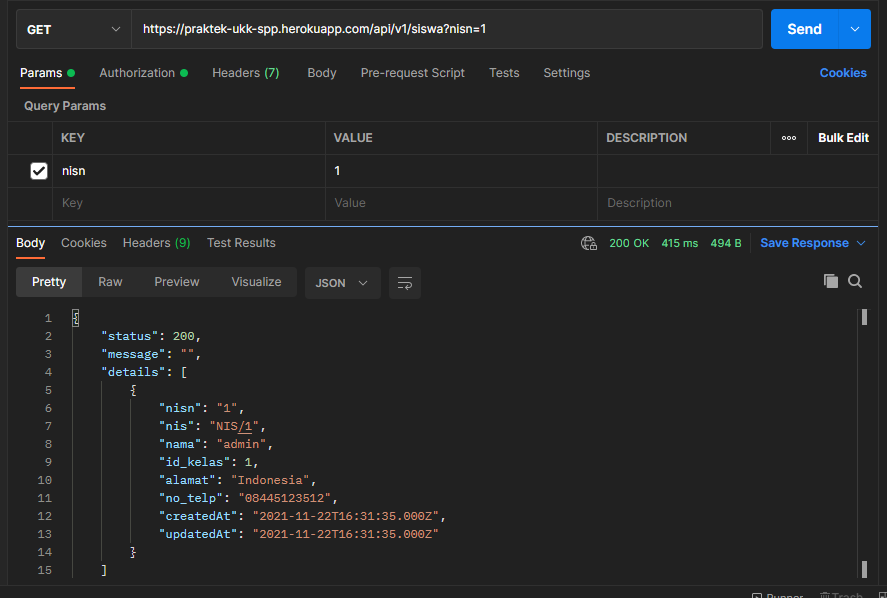 GET https://praktek-ukk-spp.herokuapp.com/api/v1/siswa?nisn=1 Send
Params Authorization Headers (7) Body Pre-request Script Tests Settings Cookies
Query Params
KEY VALUE DESCRIPTION ooo Bulk Edit
nisn 1
Key Value Description
Body Cookies Headers (9) Test Results 200 OK 415 ms 494 B Save Response
Pretty Raw Preview Visualize JSON
1 {
2 "status": 200,
3 "message": "",
4 "details": [
5 {
6 "nisn": "1",
7 "nis": "NIS/1",
8 "nama": "admin",
9 "id_kelas": 1,
10 "alamat": "Indonesia",
11 "no_telp": "08445123512",
12 "createdAt": "2021-11-22T16:31:35.000Z",
13 "updatedAt": "2021-11-22T16:31:35.000Z"
14 }
15 ]
Runner Trash